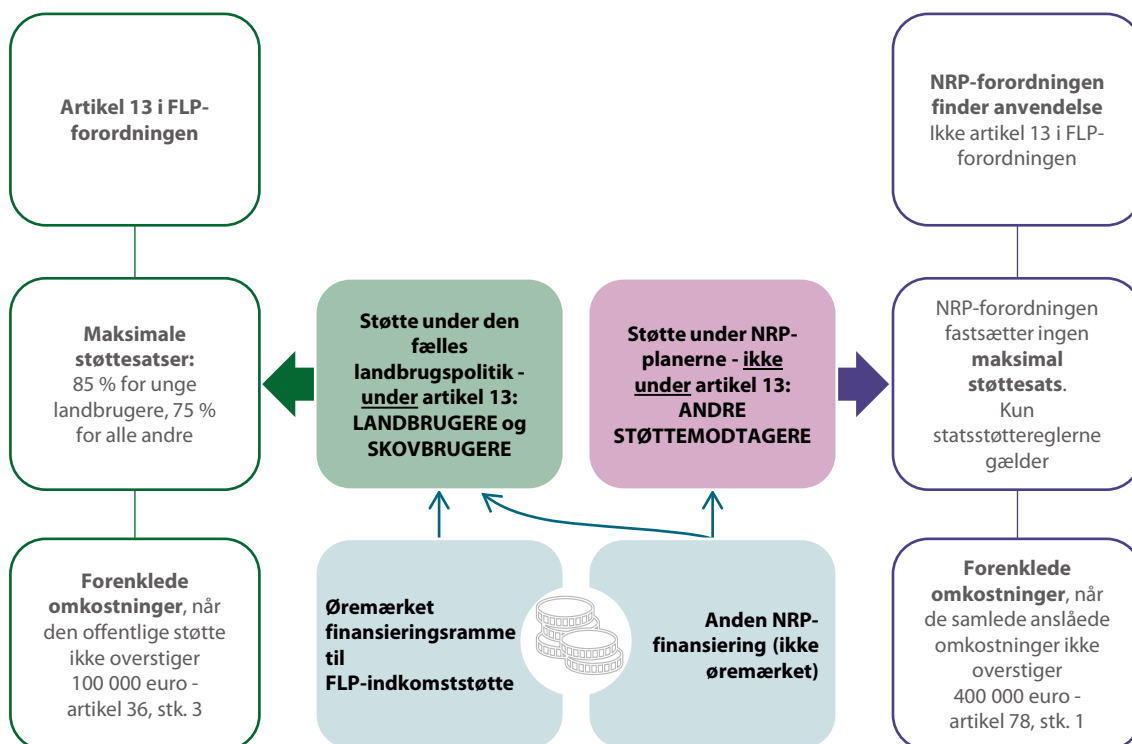 Artikel 13 i FLP-
forordningen
Maksimale
støttesatser:
85 % for unge
landbrugere, 75 %
for alle andre
Forenklede
omkostninger, når
den offentlige støtte
ikke overstiger
100 000 euro -
artikel 36, stk. 3
Støtte under den
fælles
landbrugspolitik -
under artikel 13:
LANDBRUGERE og
SKOVBRUGERE
Støtte under NRP-
planerne - ikke
under artikel 13:
ANDRE
STØTTEMODTAGERE
Øremærket
finansieringsramme
til
FLP-indkomststøtte
Anden NRP-
finansiering (ikke
øremærket)
NRP-forordningen
finder anvendelse
Ikke artikel 13 i FLP-
forordningen
NRP-forordningen
fastsætter ingen
maksimal
støttesats.
Kun
statsstøttereglerne
gælder
Forenklede
omkostninger, når
de samlede anslåede
omkostninger ikke
overstiger
400 000 euro -
artikel 78, stk. 1